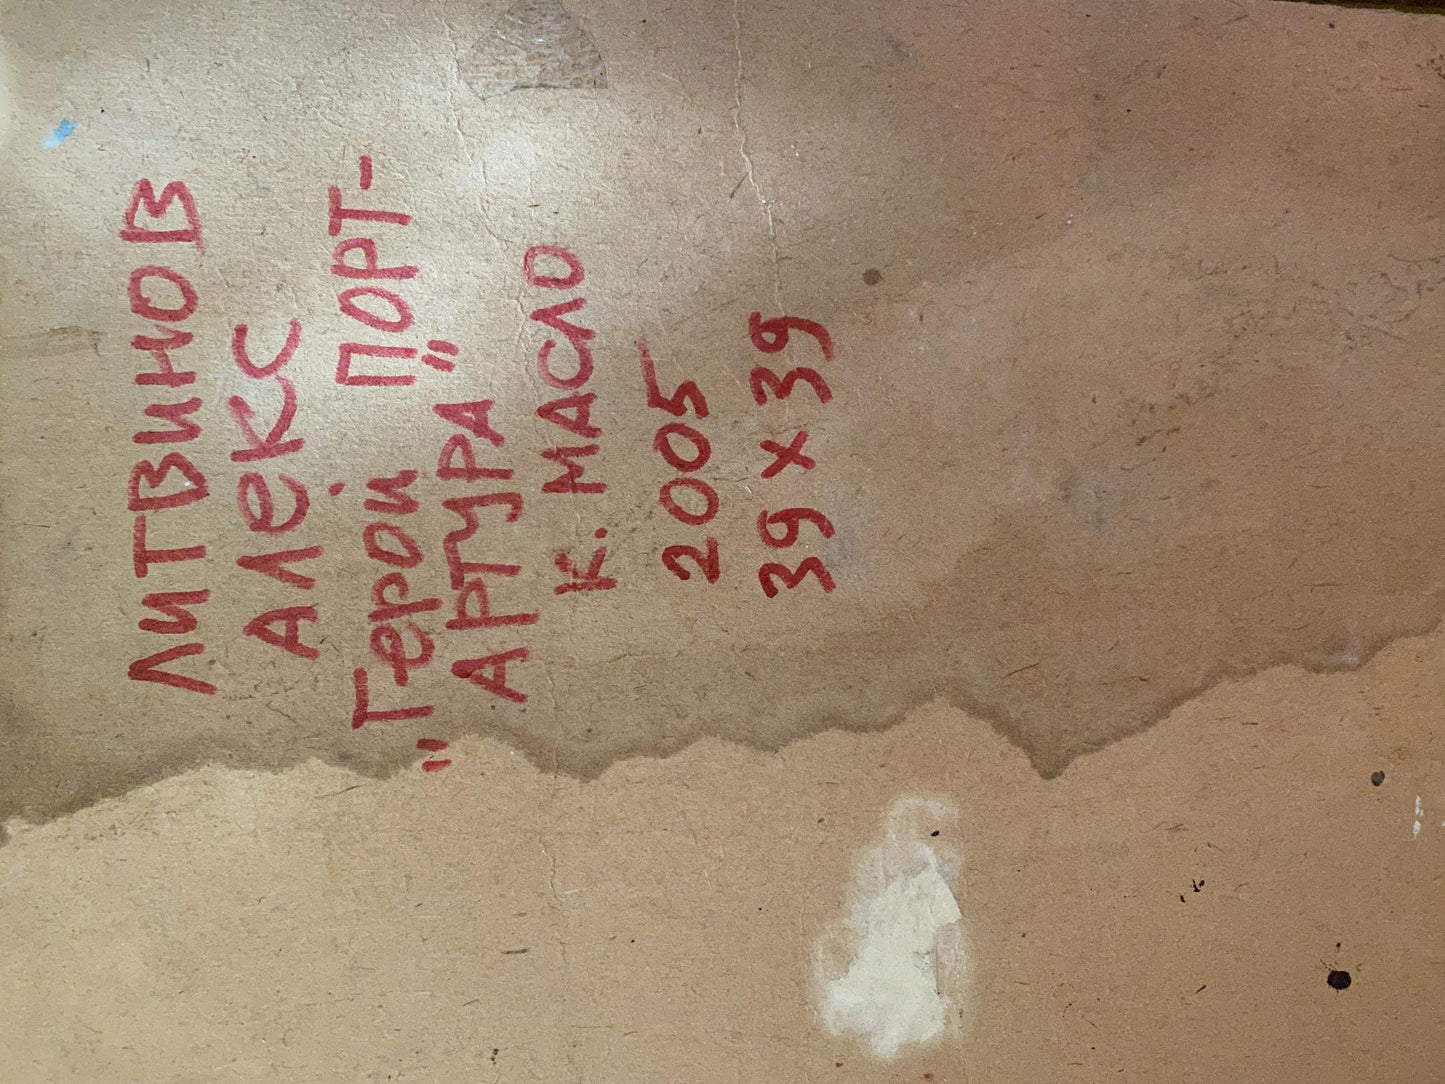 ЛИТВИНОВ
АЛЕКС
"Герой ПОРТ-
АРТУРА"
К. МАСЛО
2005
39 х 39